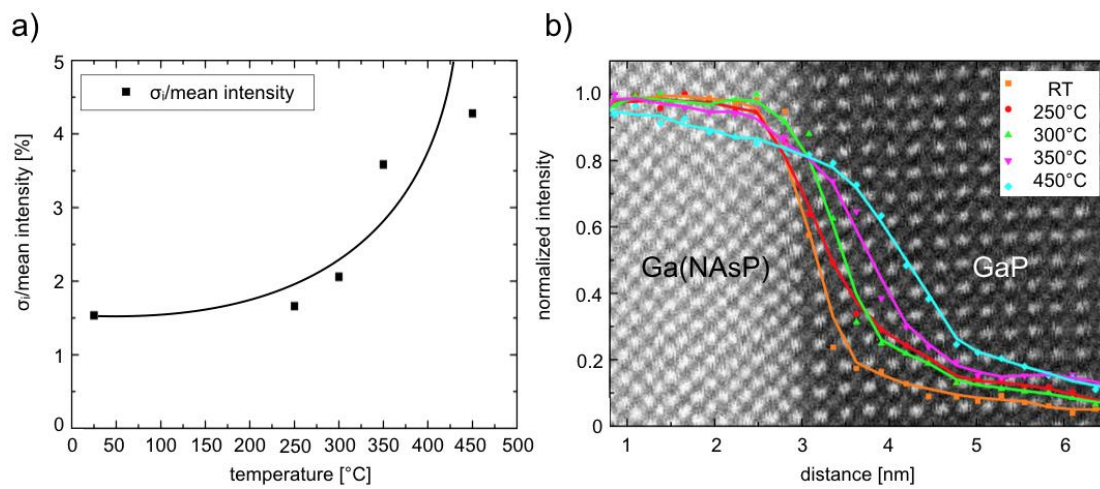 a)
σᵢ/mean intensity [%]
5
4
3
2
1
0
σᵢ/mean intensity
0 50 100 150 200 250 300 350 400 450 500
temperature [°C]
b)
normalized intensity
1.0
0.8
0.6
0.4
0.2
0
RT
250°C
300°C
350°C
450°C
Ga(NAsP)
GaP
1 2 3 4 5 6
distance [nm]